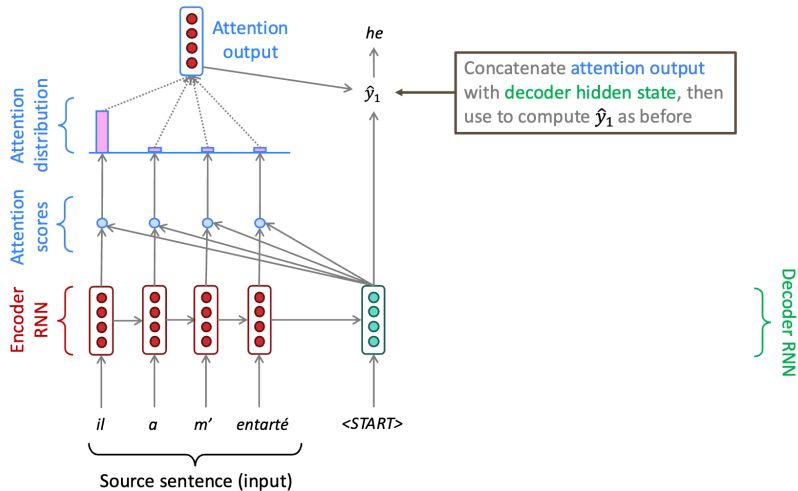 Attention
output
he
ŷ₁
Concatenate attention output
with decoder hidden state, then
use to compute ŷ₁ as before
Attention
distribution
Attention
scores
Encoder
RNN
Decoder RNN
il a m’ entarté <START>
Source sentence (input)